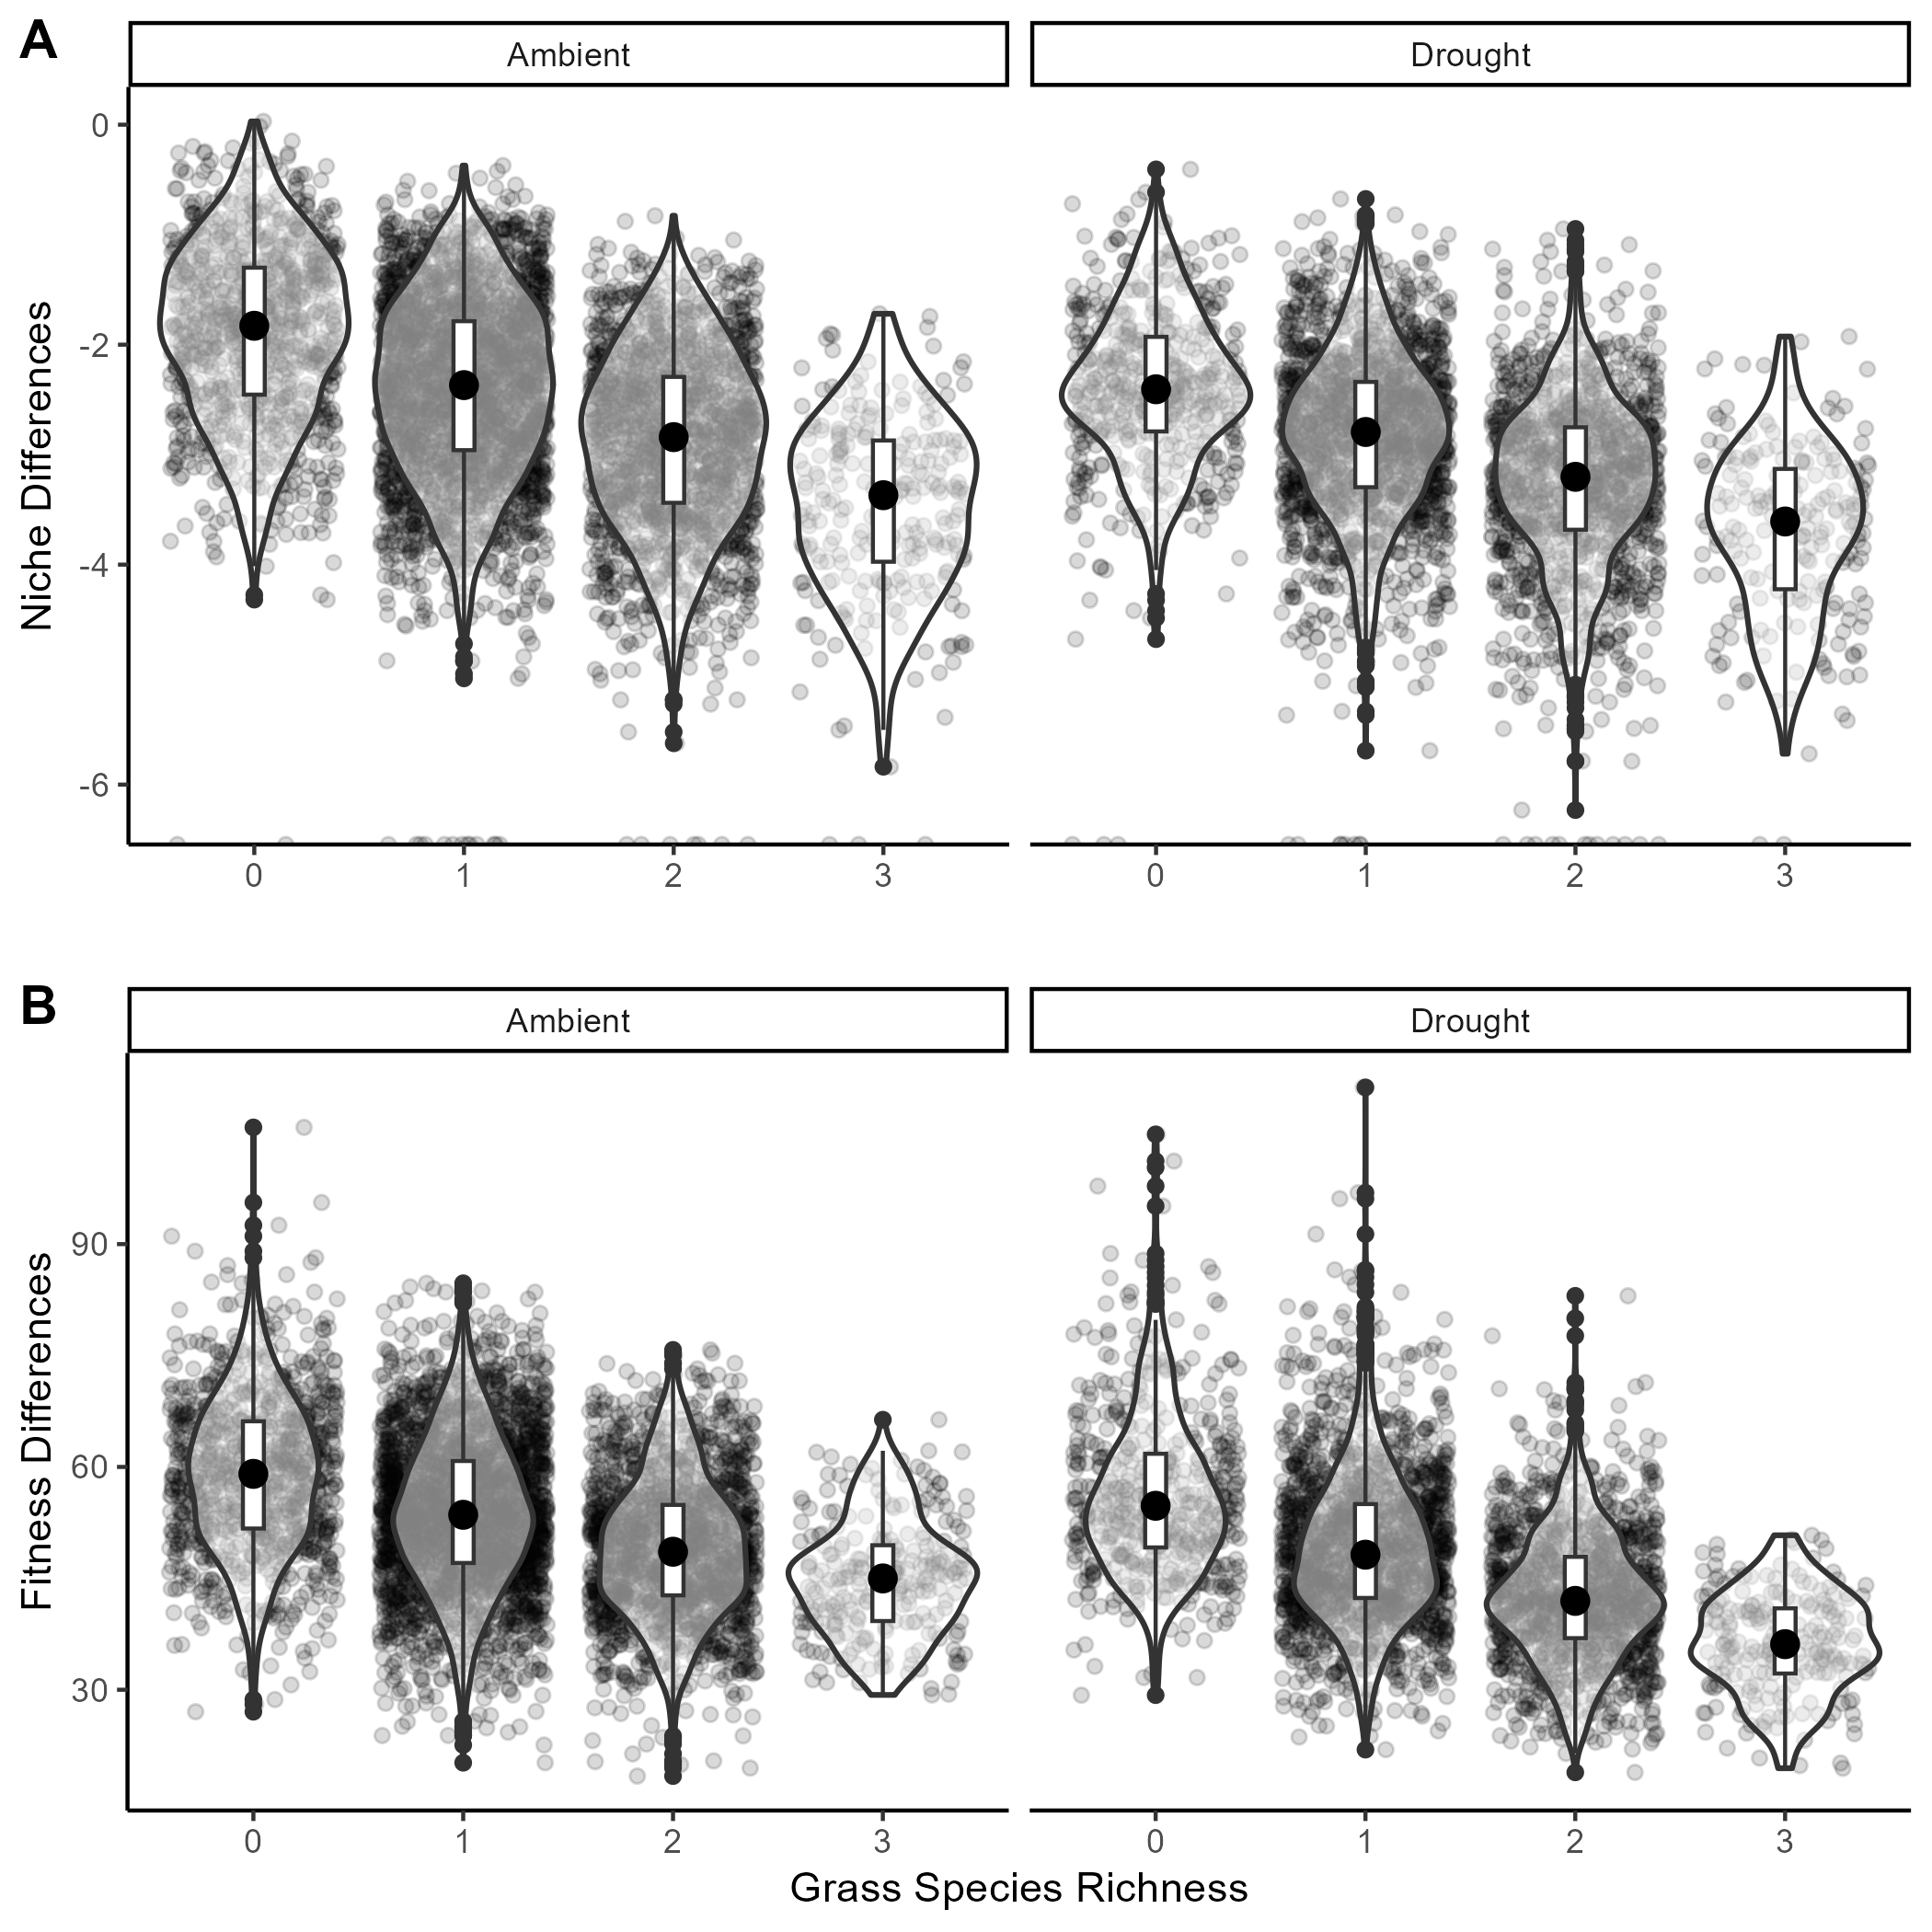 A
Ambient Drought
0
-2
-4
-6
Niche Differences
0 1 2 3 0 1 2 3
B
Ambient Drought
90
60
30
Fitness Differences
0 1 2 3 0 1 2 3
Grass Species Richness